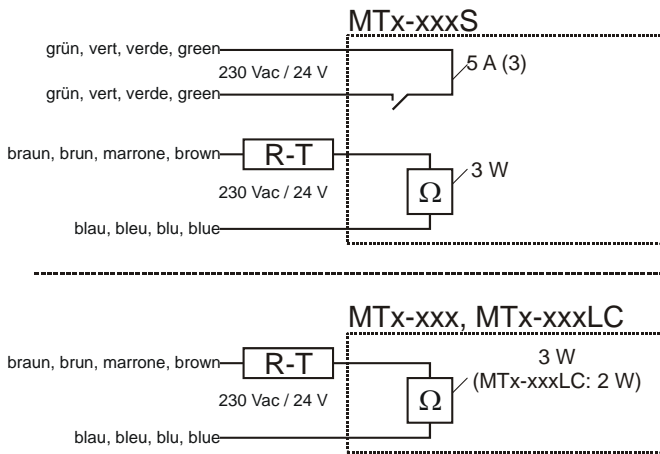 MTx-xxxS
grün, vert, verde, green
230 Vac / 24 V
5 A (3)
grün, vert, verde, green
braun, brun, marrone, brown
R-T
3 W
230 Vac / 24 V
Ω
blau, bleu, blu, blue
MTx-xxx, MTx-xxxLC
braun, brun, marrone, brown
R-T
3 W
(MTx-xxxLC: 2 W)
230 Vac / 24 V
Ω
blau, bleu, blu, blue